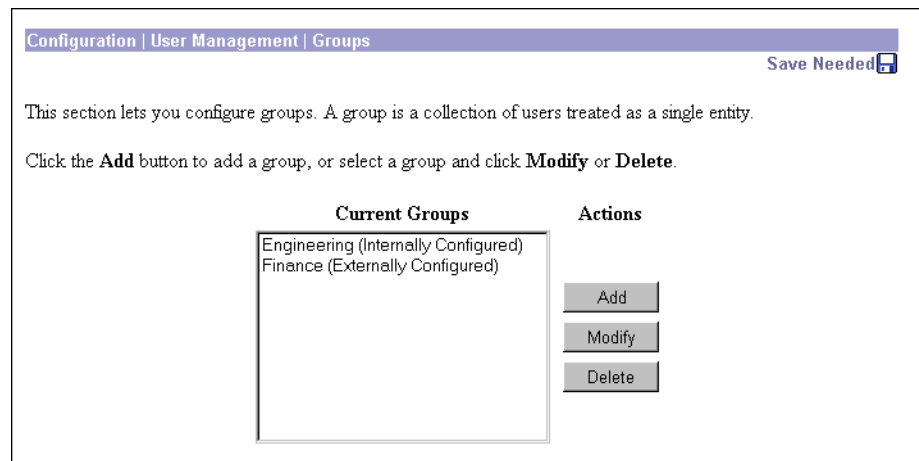 Configuration | User Management | Groups
Save Needed
This section lets you configure groups. A group is a collection of users treated as a single entity.
Click the Add button to add a group, or select a group and click Modify or Delete.
Current Groups
Actions
Engineering (Internally Configured)
Finance (Externally Configured)
Add
Modify
Delete